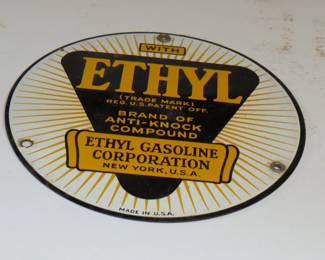 WITH
ETHYL
(TRADE MARK)
REG. U.S. PATENT OFF.
BRAND OF
ANTI-KNOCK
COMPOUND
ETHYL GASOLINE
CORPORATION
NEW YORK, U.S.A.
MADE IN U.S.A.